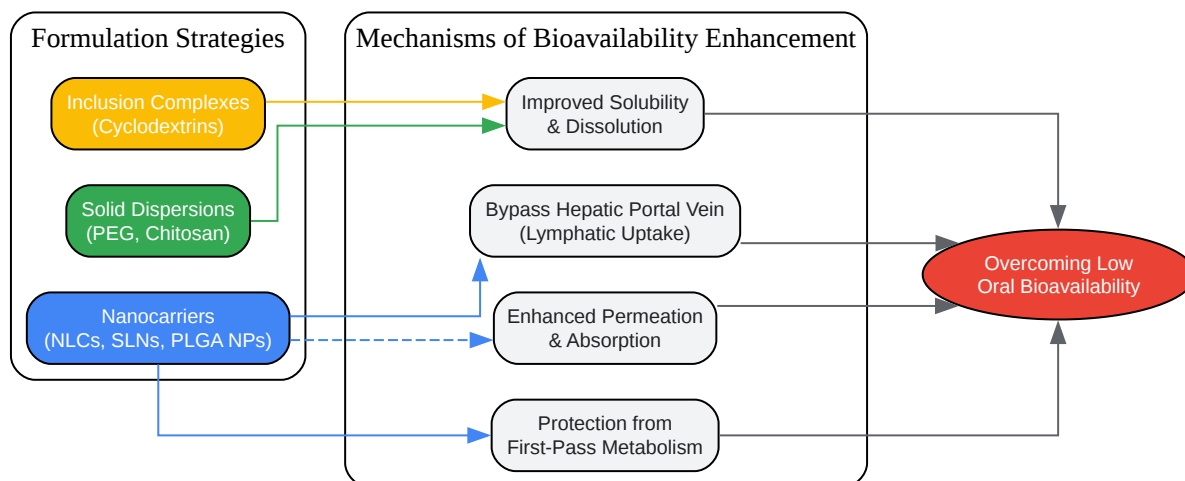 Formulation Strategies
Inclusion Complexes
(Cyclodextrins)
Solid Dispersions
(PEG, Chitosan)
Nanocarriers
(NLCs, SLNs, PLGA NPs)
Mechanisms of Bioavailability Enhancement
Improved Solubility
& Dissolution
Bypass Hepatic Portal Vein
(Lymphatic Uptake)
Enhanced Permeation
& Absorption
Protection from
First-Pass Metabolism
Overcoming Low
Oral Bioavailability